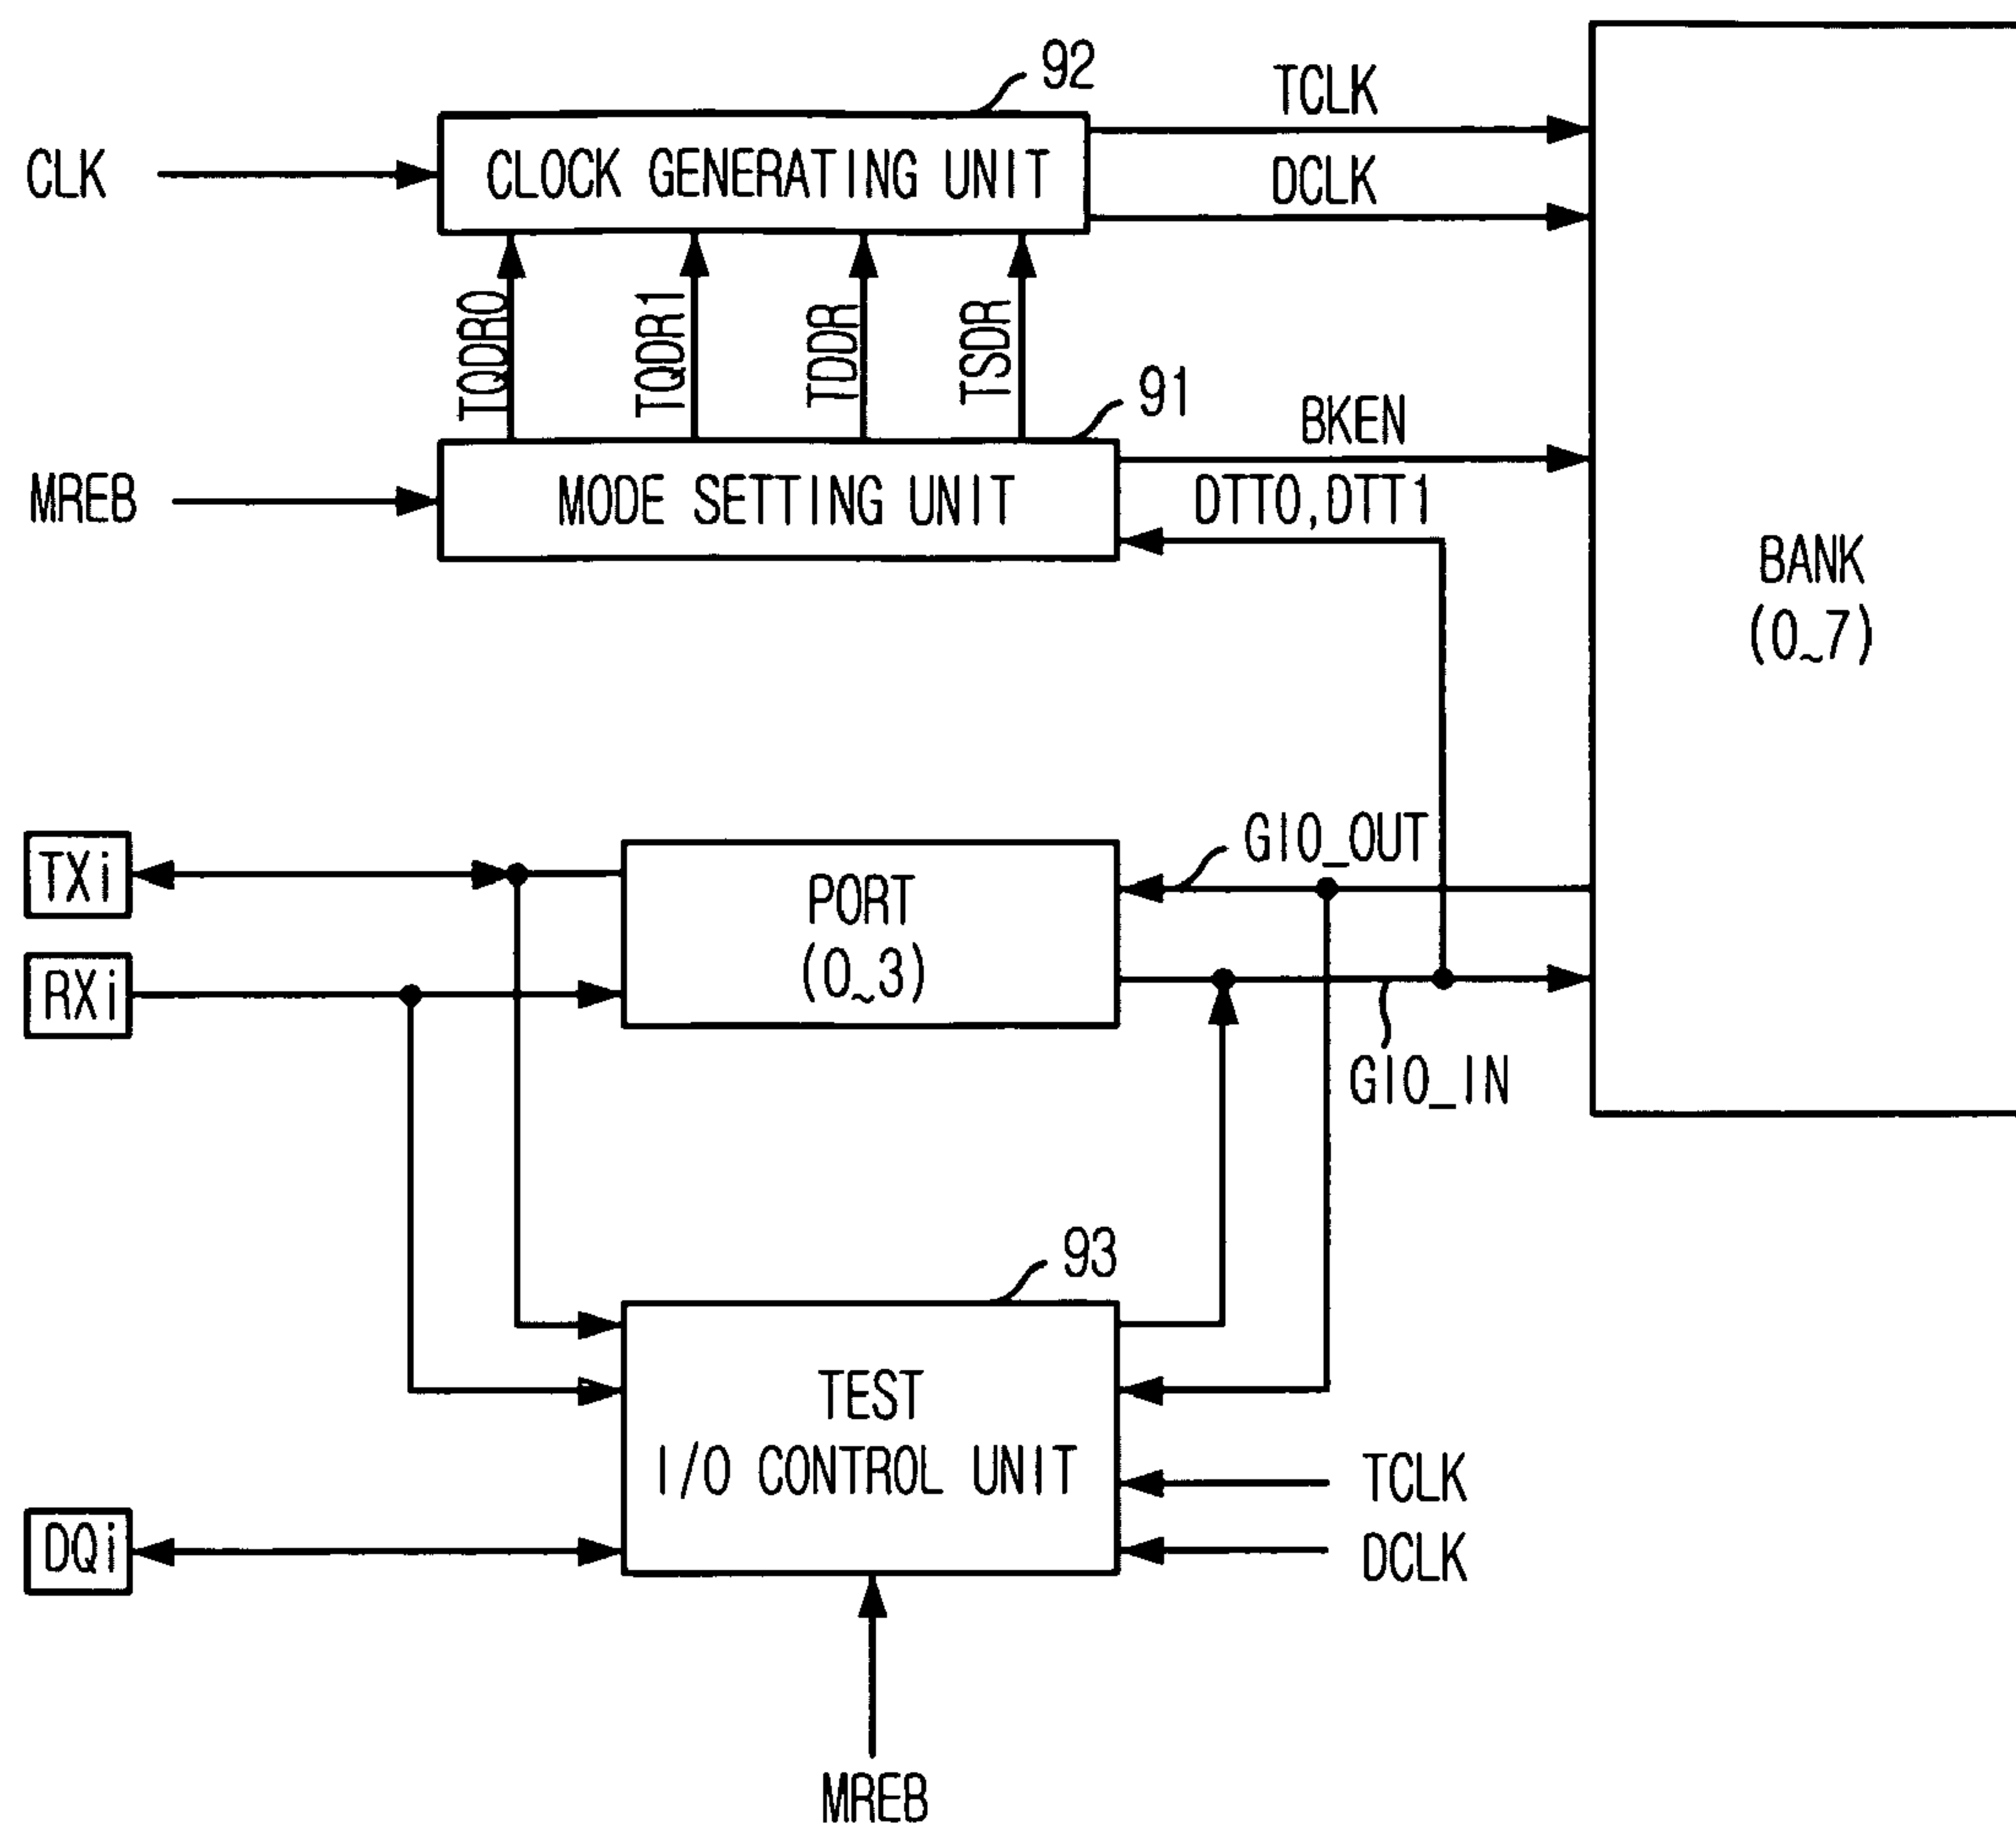 92
TCLK
CLK
CLOCK GENERATING UNIT
DCLK
TQDR0
TQDR1
TDDR
TSDR
91
BKEN
MREB
MODE SETTING UNIT
DTT0,DTT1
BANK
(0~7)
GIO_OUT
TXi
PORT
(0~3)
RXi
GIO_IN
93
TEST
I/O CONTROL UNIT
TCLK
DQi
DCLK
MREB